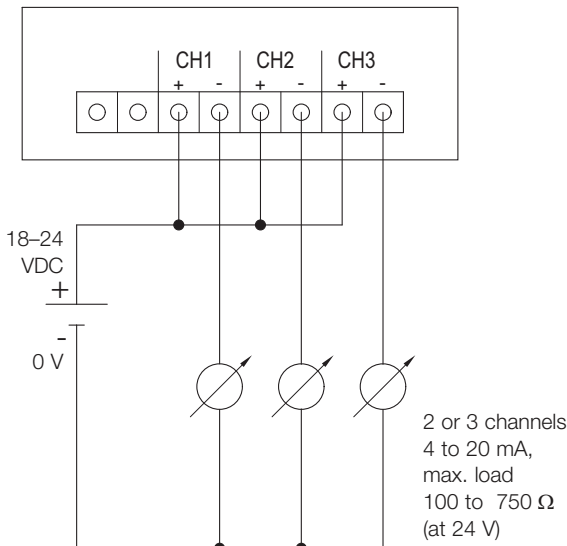 CH1 CH2 CH3
+ - + - + -
18–24
VDC
+
-
0 V
2 or 3 channels
4 to 20 mA,
max. load
100 to 750 Ω
(at 24 V)